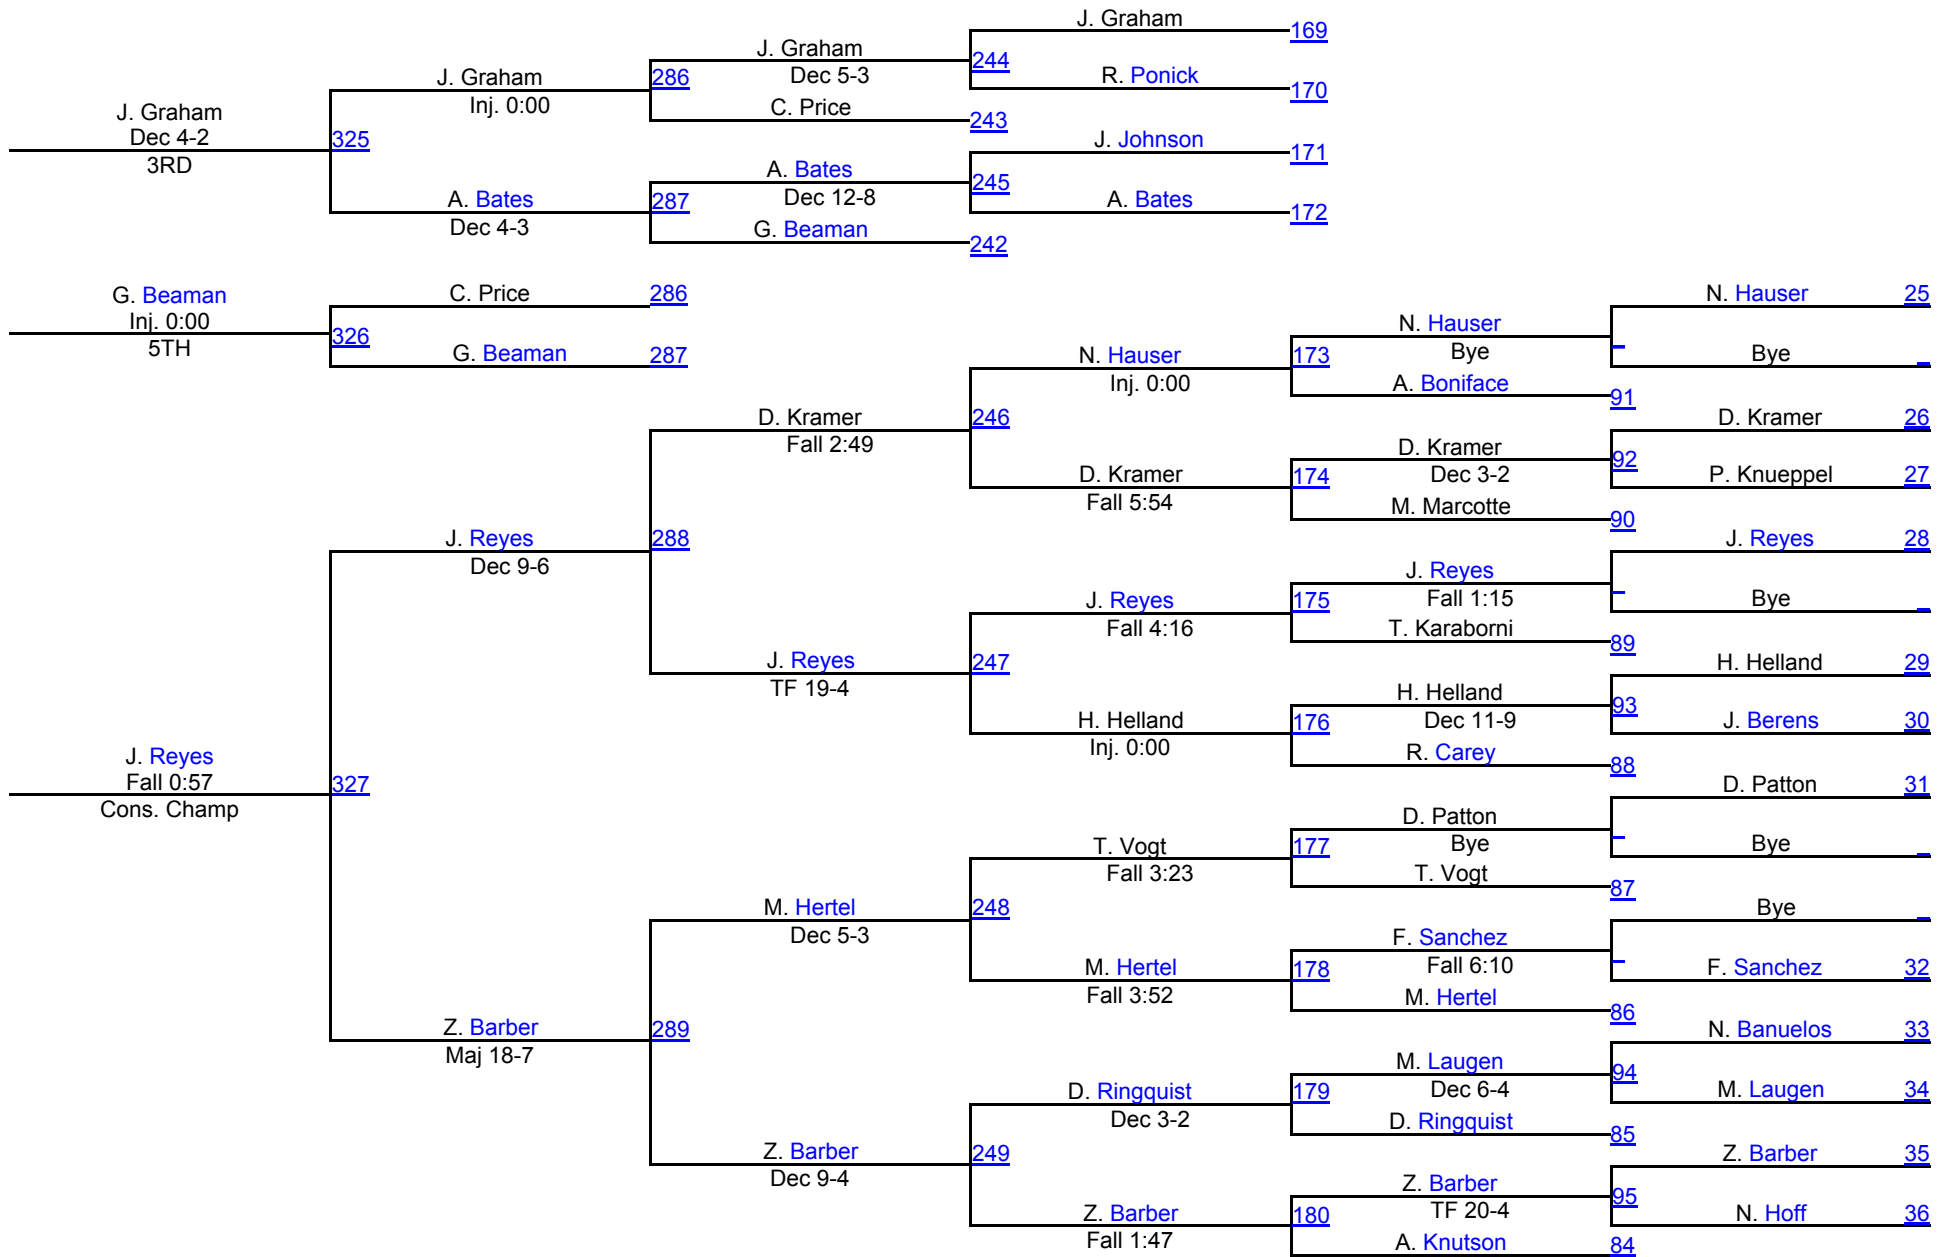 J. Graham
169
J. Graham
244
Dec 5-3
R. Ponick
170
J. Graham
286
Inj. 0:00
C. Price
243
J. Graham
Dec 4-2
325
3RD
J. Johnson
171
A. Bates
245
Dec 12-8
A. Bates
172
A. Bates
287
Dec 4-3
G. Beaman
242
G. Beaman
Inj. 0:00
326
5TH
C. Price
286
G. Beaman
287
N. Hauser
25
N. Hauser
Bye
Bye
N. Hauser
173
Inj. 0:00
A. Boniface
91
D. Kramer
246
Fall 2:49
D. Kramer
26
D. Kramer
92
Dec 3-2
P. Knueppel
27
D. Kramer
174
Fall 5:54
M. Marcotte
90
J. Reyes
288
Dec 9-6
J. Reyes
28
J. Reyes
Fall 1:15
Bye
J. Reyes
175
Fall 4:16
T. Karaborni
89
J. Reyes
247
TF 19-4
H. Helland
29
H. Helland
93
Dec 11-9
J. Berens
30
H. Helland
176
Inj. 0:00
R. Carey
88
J. Reyes
Fall 0:57
327
Cons. Champ
D. Patton
31
D. Patton
Bye
Bye
T. Vogt
177
Fall 3:23
T. Vogt
87
M. Hertel
248
Dec 5-3
Bye
F. Sanchez
Fall 6:10
F. Sanchez
32
M. Hertel
178
Fall 3:52
M. Hertel
86
Z. Barber
289
Maj 18-7
N. Banuelos
33
M. Laugen
94
Dec 6-4
M. Laugen
34
D. Ringquist
179
Dec 3-2
D. Ringquist
85
Z. Barber
249
Dec 9-4
Z. Barber
35
Z. Barber
95
TF 20-4
N. Hoff
36
Z. Barber
180
Fall 1:47
A. Knutson
84